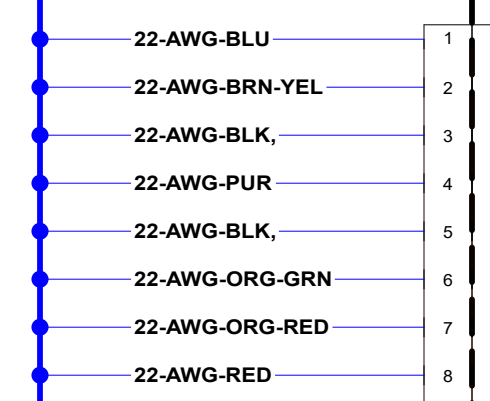 22-AWG-BLU 1
22-AWG-BRN-YEL 2
22-AWG-BLK, 3
22-AWG-PUR 4
22-AWG-BLK, 5
22-AWG-ORG-GRN 6
22-AWG-ORG-RED 7
22-AWG-RED 8